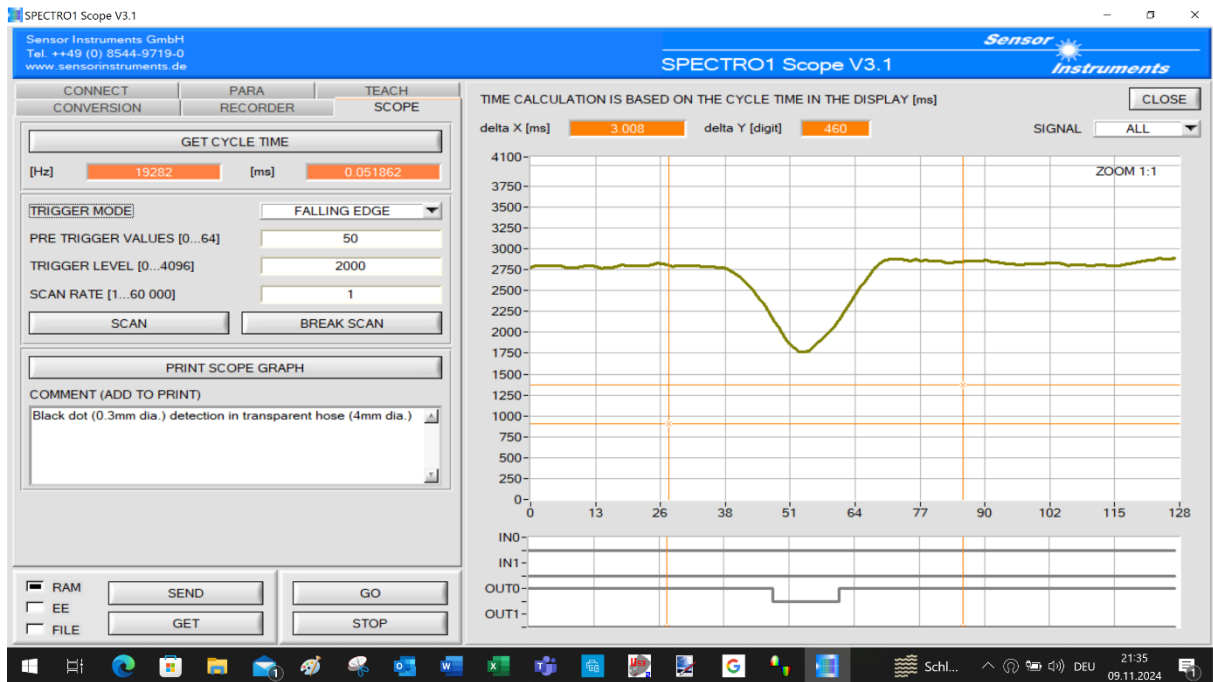 SPECTRO1 Scope V3.1
Sensor Instruments GmbH
Tel. ++49 (0) 8544-9719-0
www.sensorinstruments.de
SPECTRO1 Scope V3.1
Sensor
Instruments
CONNECT PARA TEACH
CONVERSION RECORDER SCOPE
GET CYCLE TIME
[Hz] 19282 [ms] 0.051862
TRIGGER MODE FALLING EDGE
PRE TRIGGER VALUES [0...64] 50
TRIGGER LEVEL [0...4096] 2000
SCAN RATE [1...60 000] 1
SCAN BREAK SCAN
PRINT SCOPE GRAPH
COMMENT (ADD TO PRINT)
Black dot (0.3mm dia.) detection in transparent hose (4mm dia.)
RAM
EE
FILE
SEND GO
GET STOP
TIME CALCULATION IS BASED ON THE CYCLE TIME IN THE DISPLAY [ms]
CLOSE
delta X [ms] 3.008 delta Y [digit] 460 SIGNAL ALL
ZOOM 1:1
4100
3750
3500
3250
3000
2750
2500
2250
2000
1750
1500
1250
1000
750
500
250
0
0 13 26 38 51 64 77 90 102 115 128
IN0
IN1
OUT0
OUT1
Schl... DEU 21:35
09.11.2024